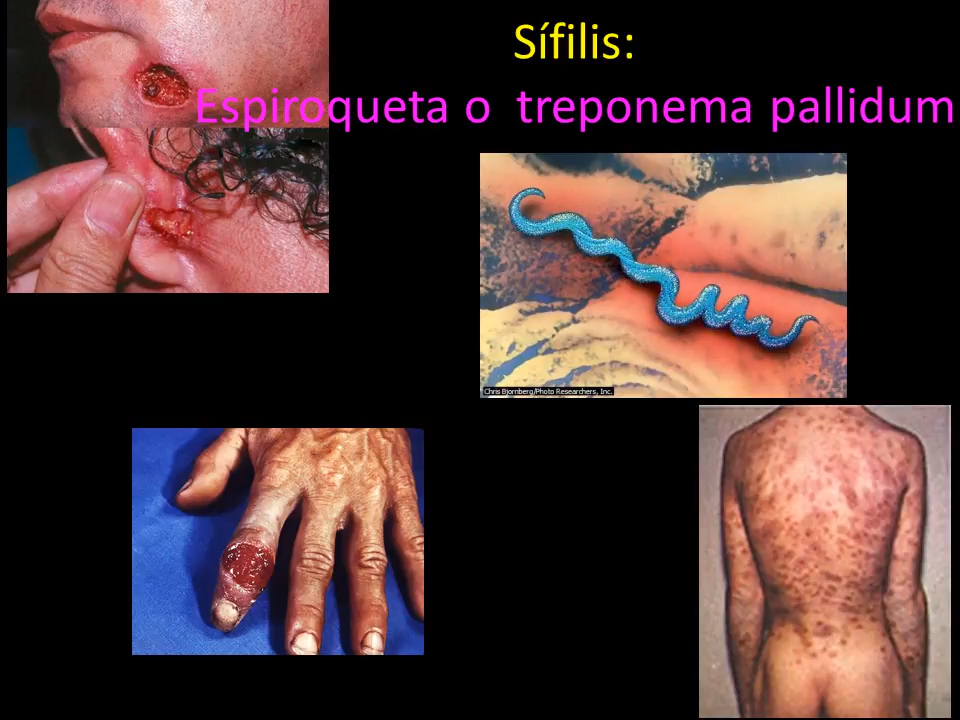 Sífilis:
Espiroqueta o  treponema pallidum
Chris Bjornberg/Photo Researchers, Inc.